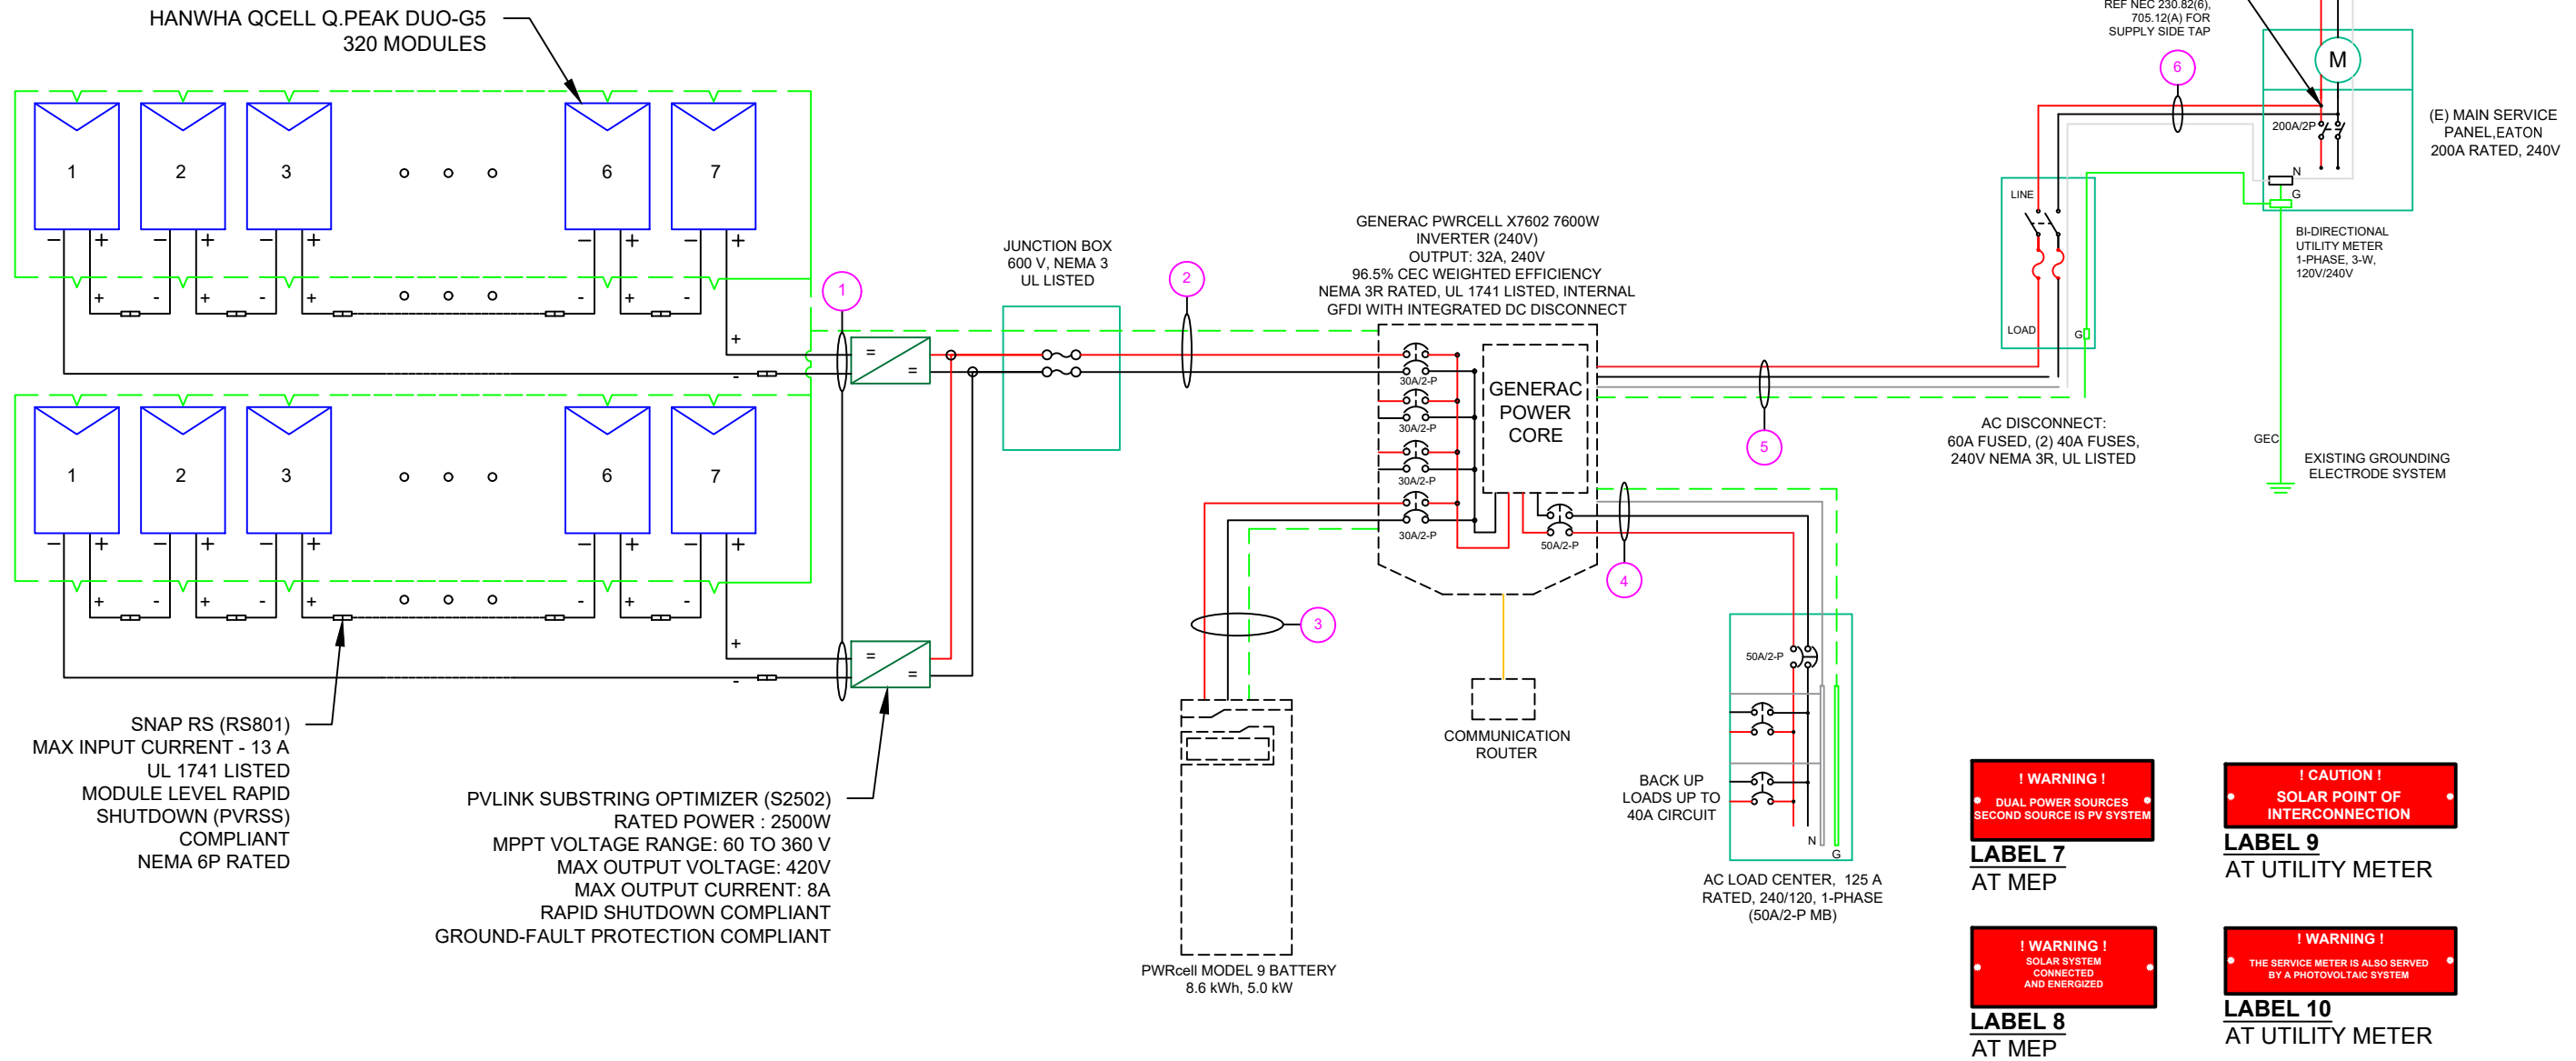 HANWHA QCELL Q.PEAK DUO-G5
320 MODULES
1
2
3
6
7
− + − + − + − + − +
+ - + - + - + - +
-
1
2
3
6
7
− + − + − + − + − +
+ - + - + - + - +
-
SNAP RS (RS801)
MAX INPUT CURRENT - 13 A
UL 1741 LISTED
MODULE LEVEL RAPID
SHUTDOWN (PVRSS)
COMPLIANT
NEMA 6P RATED
1
=
=
=
=
PVLINK SUBSTRING OPTIMIZER (S2502)
RATED POWER : 2500W
MPPT VOLTAGE RANGE: 60 TO 360 V
MAX OUTPUT VOLTAGE: 420V
MAX OUTPUT CURRENT: 8A
RAPID SHUTDOWN COMPLIANT
GROUND-FAULT PROTECTION COMPLIANT
JUNCTION BOX
600 V, NEMA 3
UL LISTED
2
GENERAC PWRCELL X7602 7600W
INVERTER (240V)
OUTPUT: 32A, 240V
96.5% CEC WEIGHTED EFFICIENCY
NEMA 3R RATED, UL 1741 LISTED, INTERNAL
GFDI WITH INTEGRATED DC DISCONNECT
30A/2-P
30A/2-P
30A/2-P
30A/2-P
GENERAC
POWER
CORE
50A/2-P
3
PWRcell MODEL 9 BATTERY
8.6 kWh, 5.0 kW
COMMUNICATION
ROUTER
4
5
50A/2-P
BACK UP
LOADS UP TO
40A CIRCUIT
N
G
AC LOAD CENTER, 125 A
RATED, 240/120, 1-PHASE
(50A/2-P MB)
REF NEC 230.82(6),
705.12(A) FOR
SUPPLY SIDE TAP
6
M
200A/2P
N
G
(E) MAIN SERVICE
PANEL,EATON
200A RATED, 240V
LINE
LOAD
G
BI-DIRECTIONAL
UTILITY METER
1-PHASE, 3-W,
120V/240V
AC DISCONNECT:
60A FUSED, (2) 40A FUSES,
240V NEMA 3R, UL LISTED
GEC
EXISTING GROUNDING
ELECTRODE SYSTEM
! WARNING !
DUAL POWER SOURCES
SECOND SOURCE IS PV SYSTEM
LABEL 7
AT MEP
! CAUTION !
SOLAR POINT OF
INTERCONNECTION
LABEL 9
AT UTILITY METER
! WARNING !
SOLAR SYSTEM
CONNECTED
AND ENERGIZED
LABEL 8
AT MEP
! WARNING !
THE SERVICE METER IS ALSO SERVED
BY A PHOTOVOLTAIC SYSTEM
LABEL 10
AT UTILITY METER